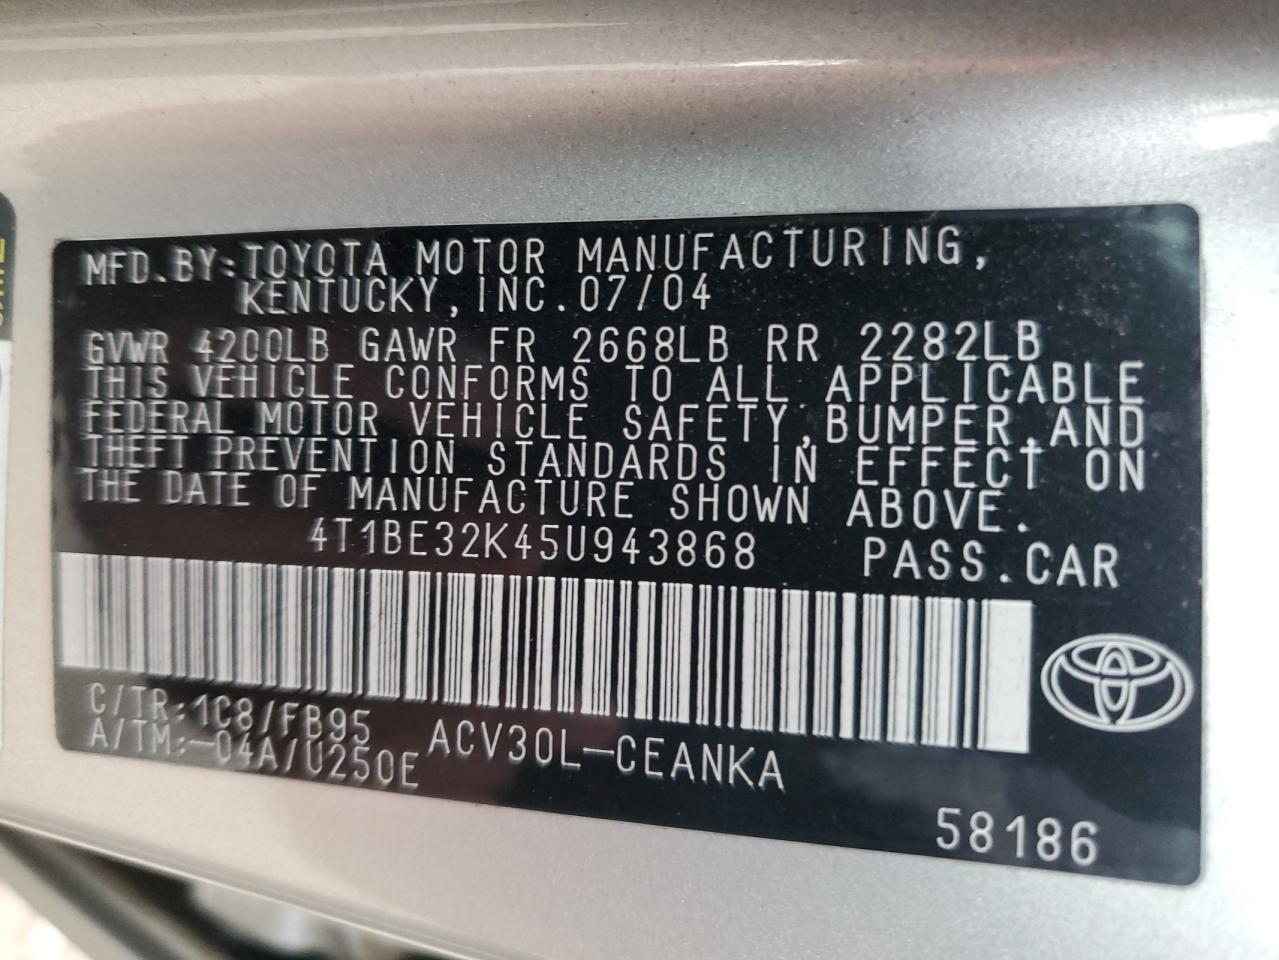 MFD.BY:TOYOTA MOTOR MANUFACTURING,
KENTUCKY,INC.07/04
GVWR 4200LB GAWR FR 2668LB RR 2282LB
THIS VEHICLE CONFORMS TO ALL APPLICABLE
FEDERAL MOTOR VEHICLE SAFETY,BUMPER,AND
THEFT PREVENTION STANDARDS IN EFFECT ON
THE DATE OF MANUFACTURE SHOWN ABOVE.
4T1BE32K45U943868 PASS.CAR
C/TR:1C8/FB95 ACV30L-CEANKA
A/TM:-04A/U250E
58186